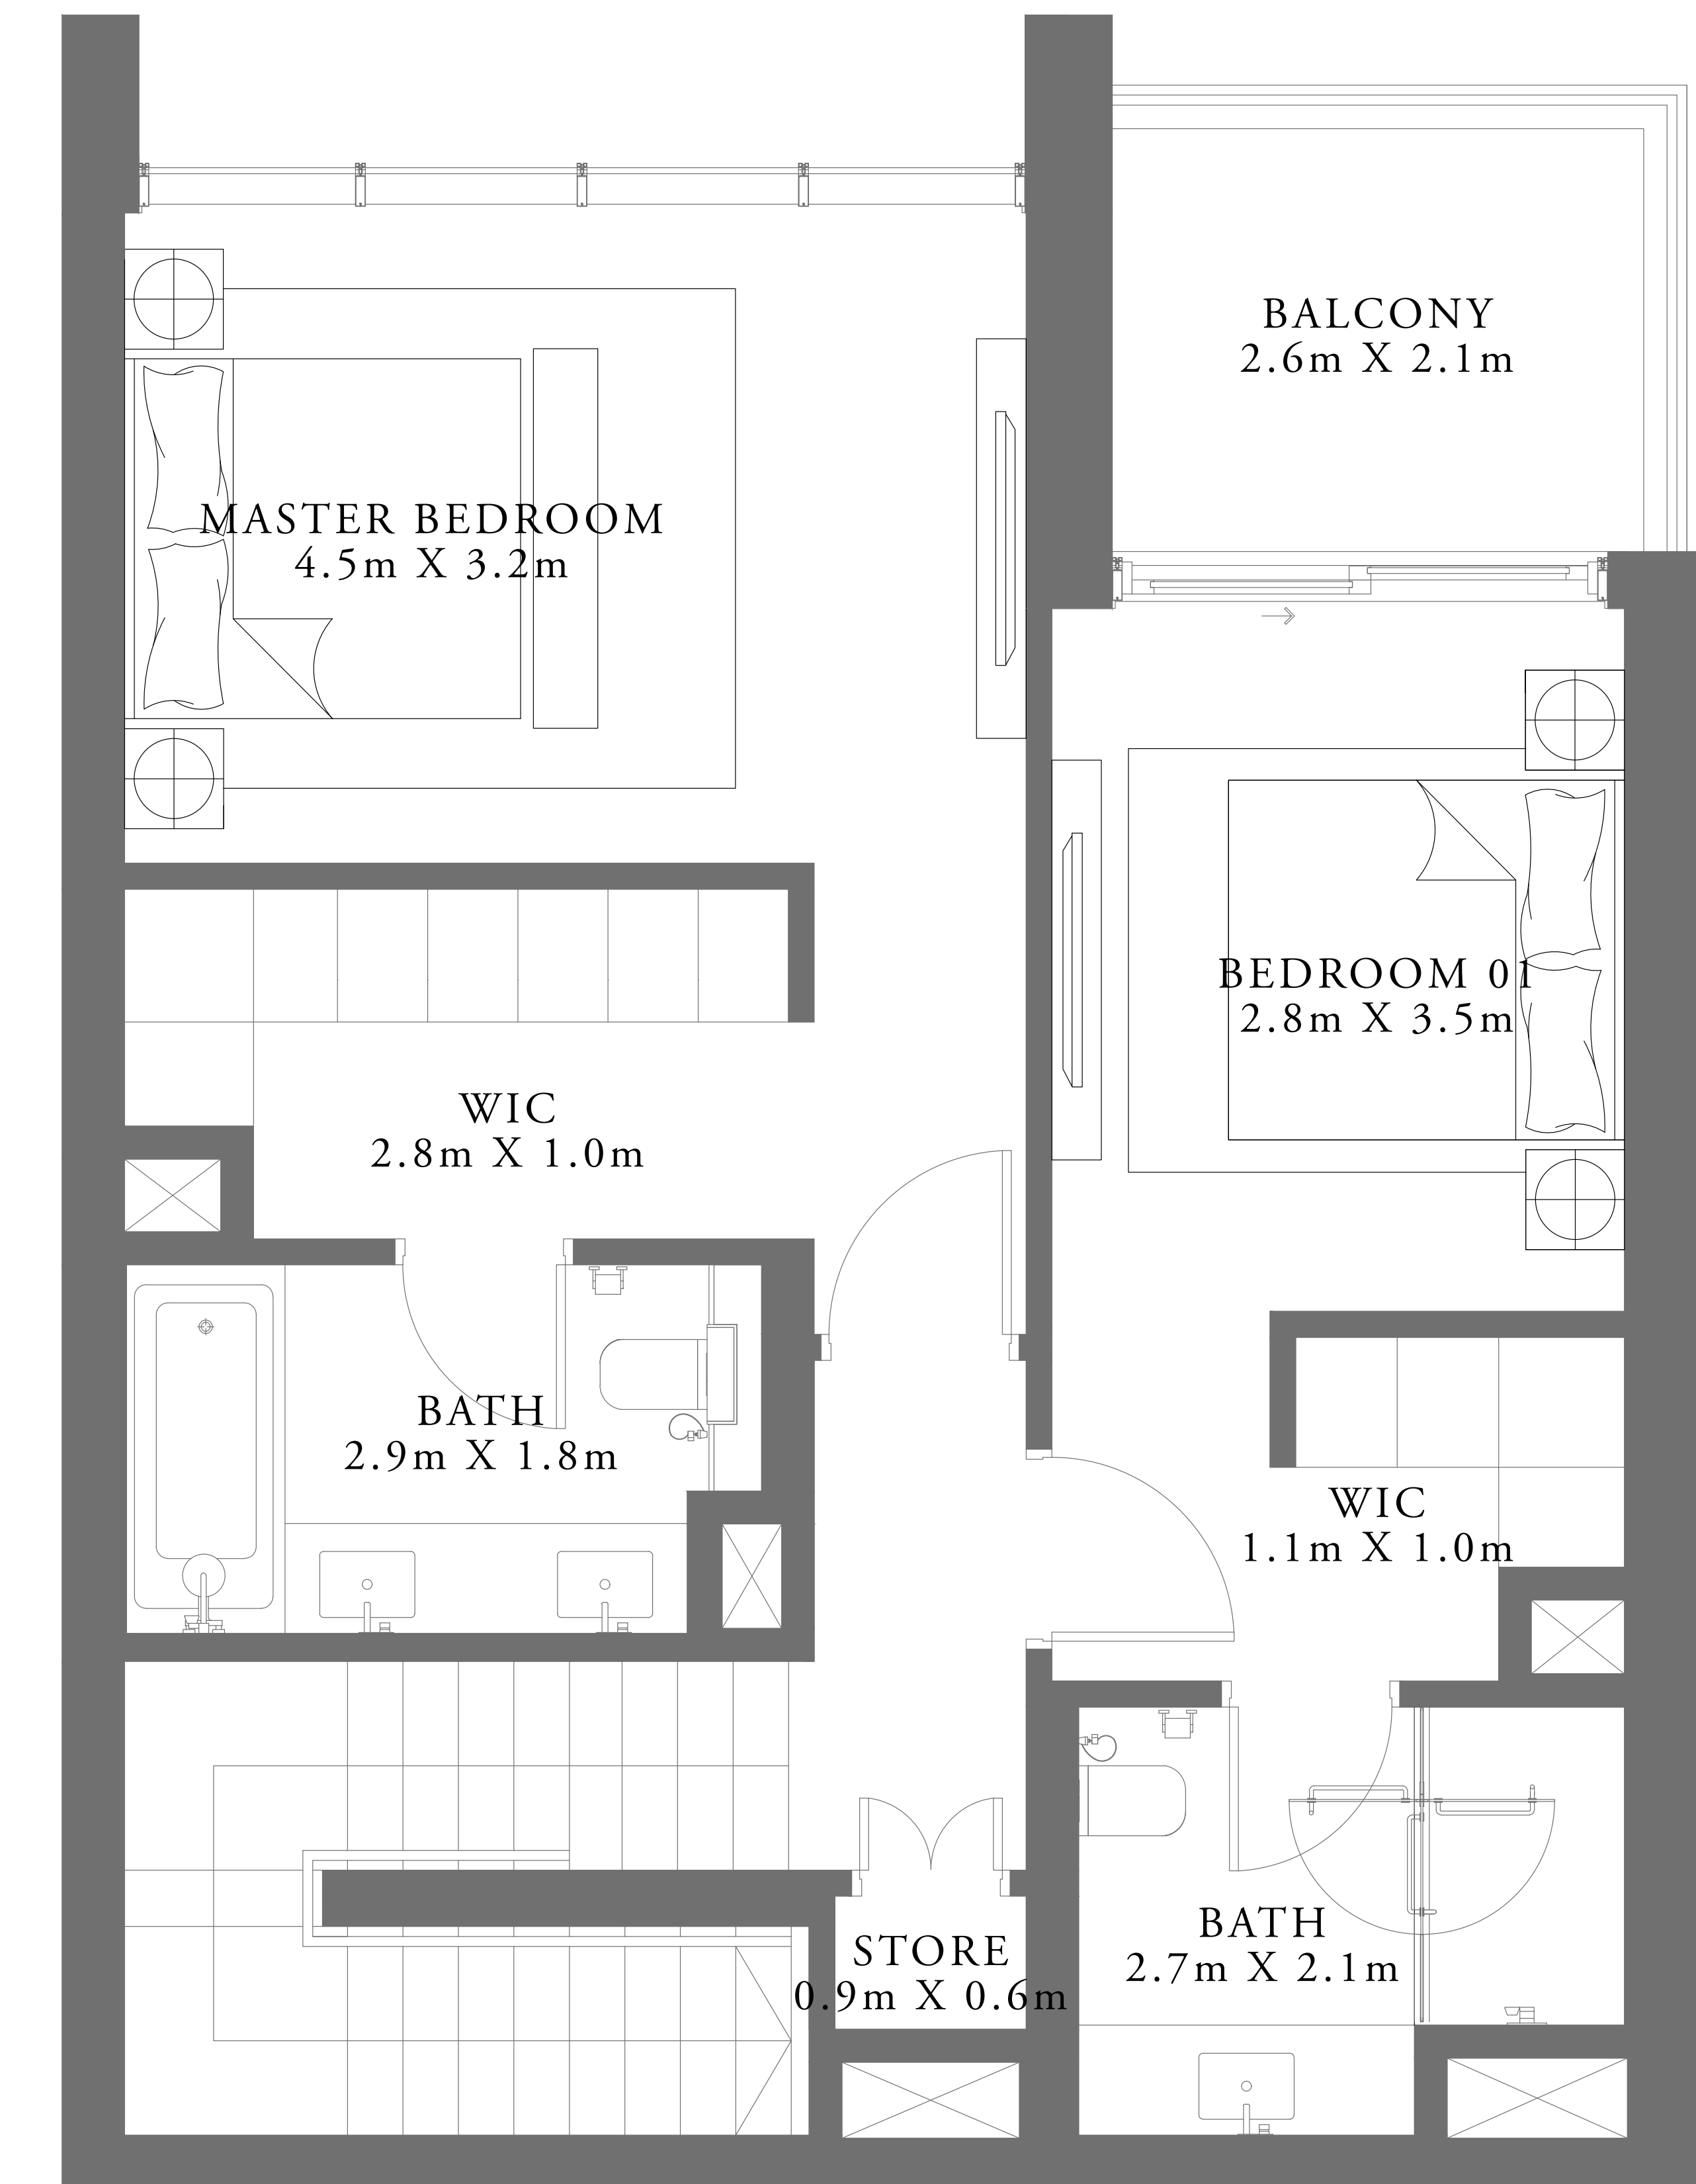 BALCONY
2.6m X 2.1m
MASTER BEDROOM
4.5m X 3.2m
BEDROOM 01
2.8m X 3.5m
WIC
2.8m X 1.0m
BATH
2.9m X 1.8m
WIC
1.1m X 1.0m
BATH
2.7m X 2.1m
STORE
0.9m X 0.6m